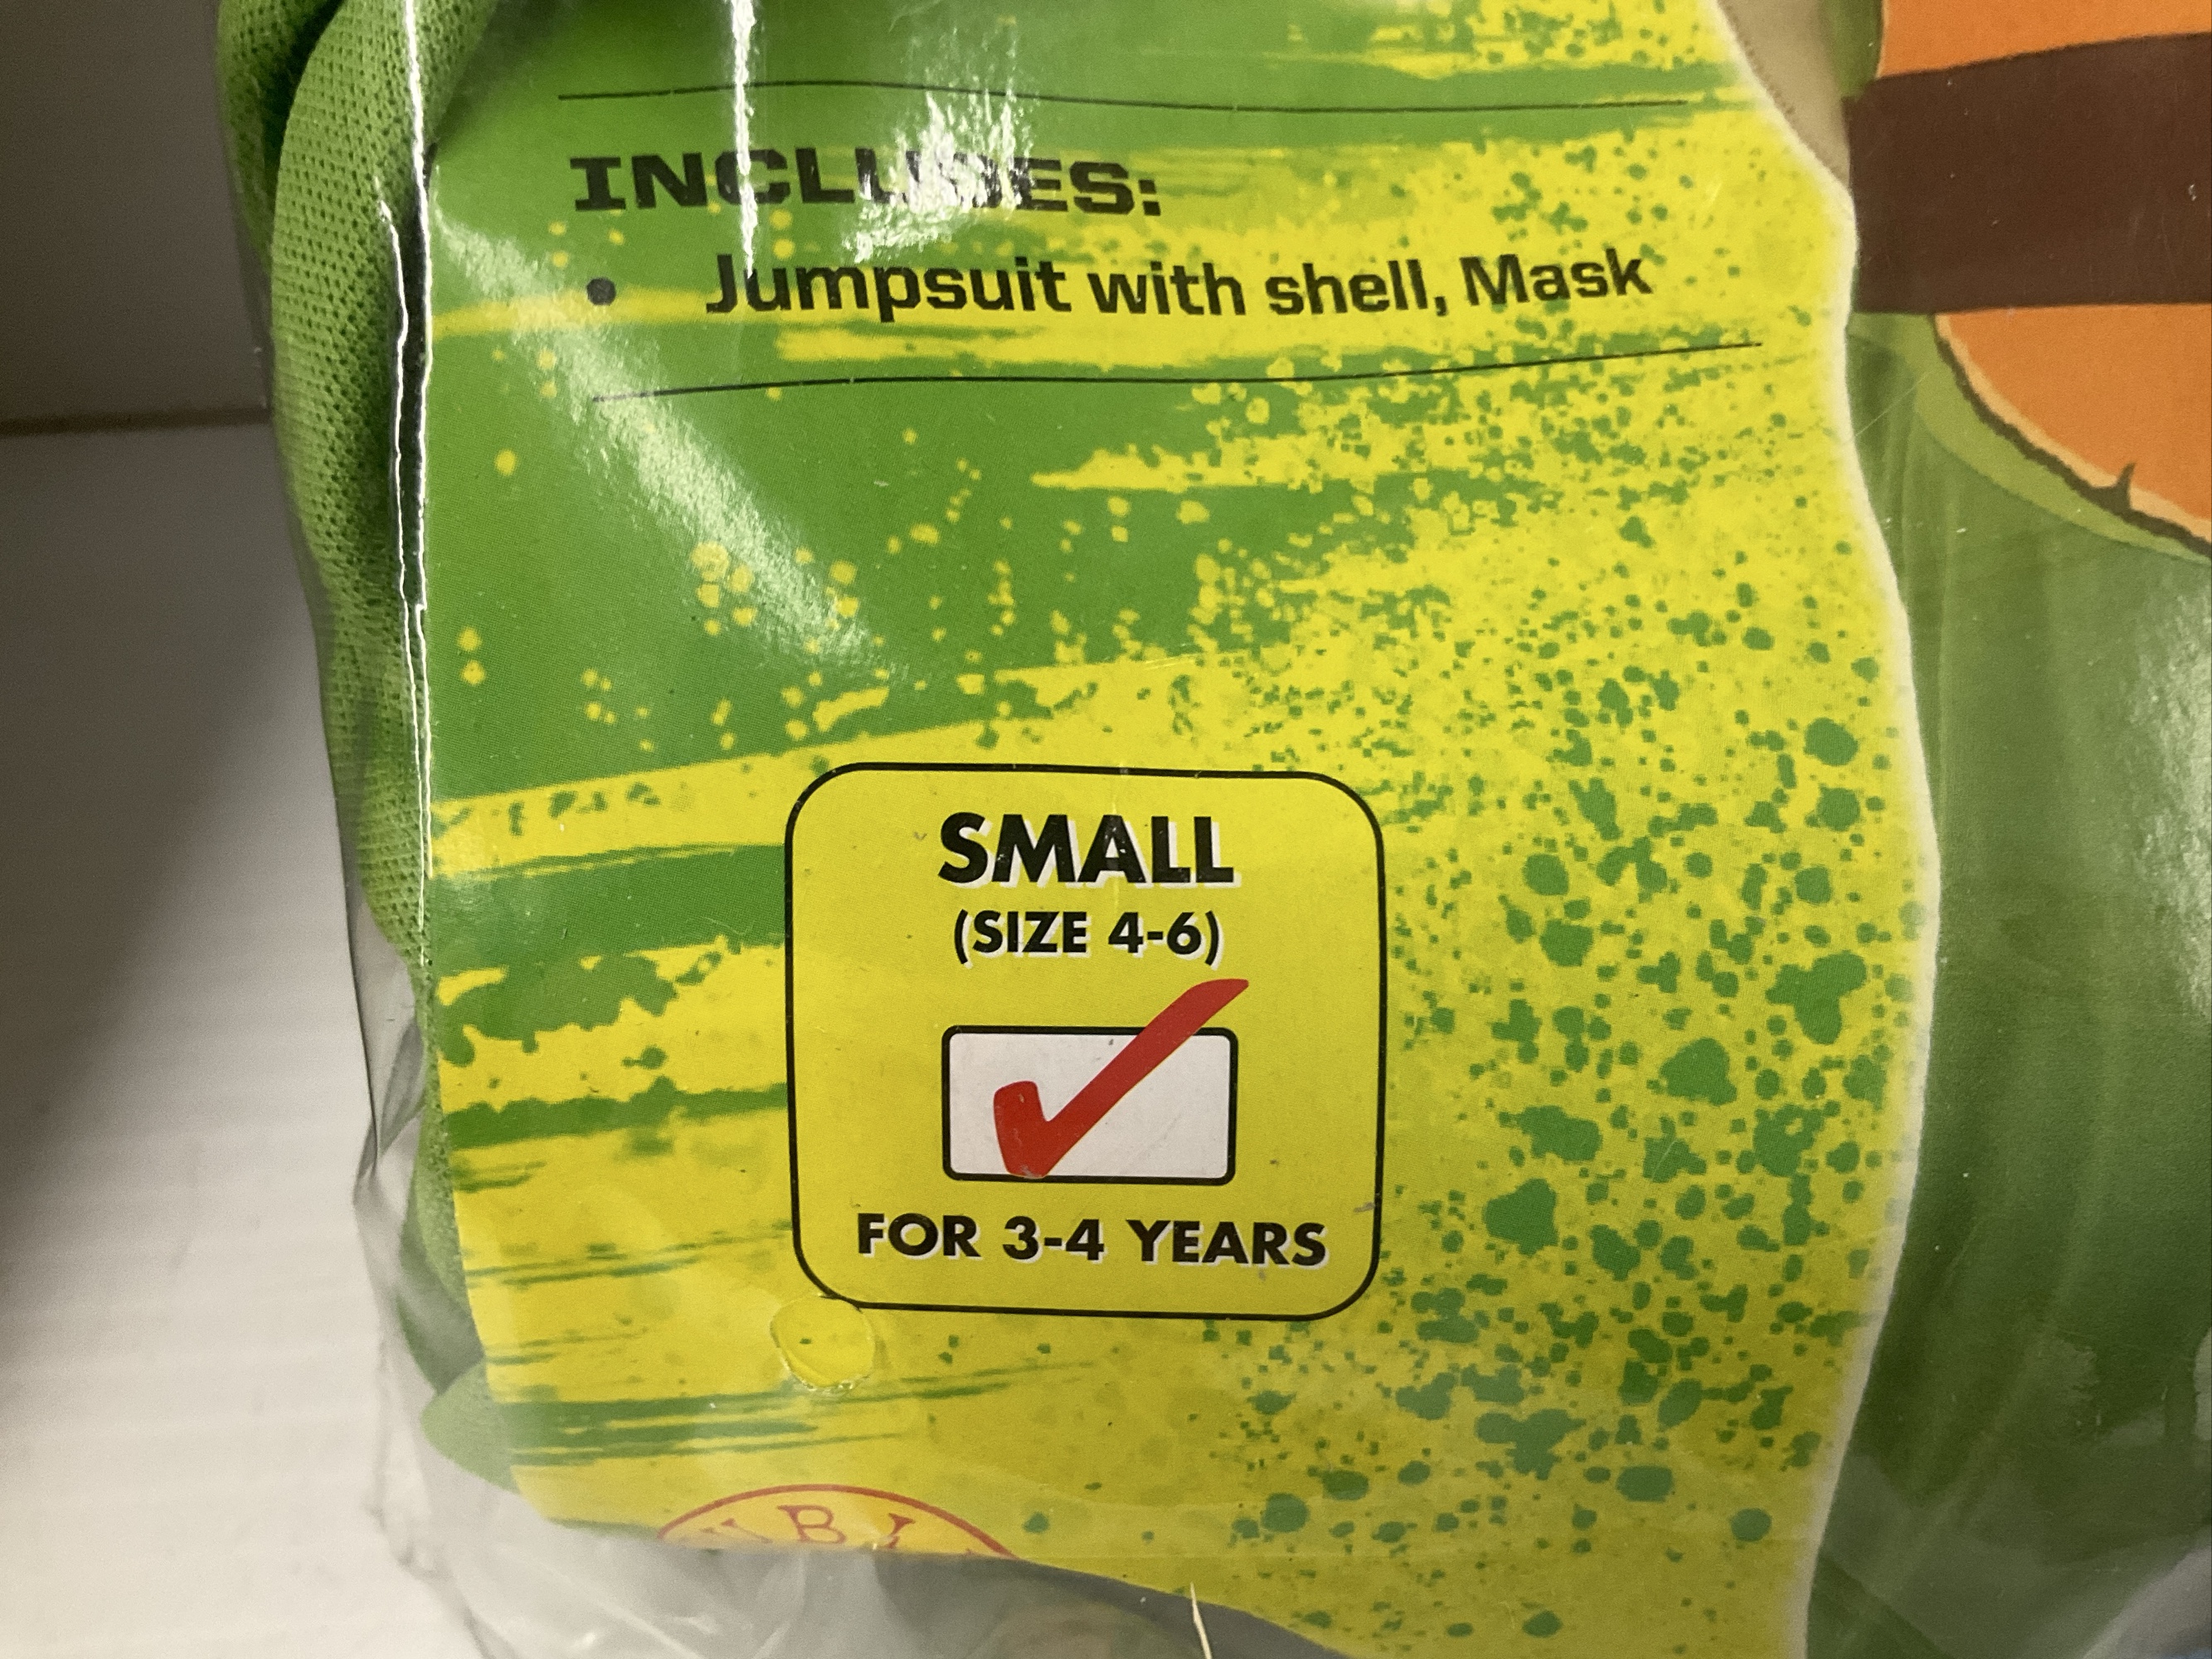 INCLUDES:
• Jumpsuit with shell, Mask
SMALL
(SIZE 4-6)
FOR 3-4 YEARS